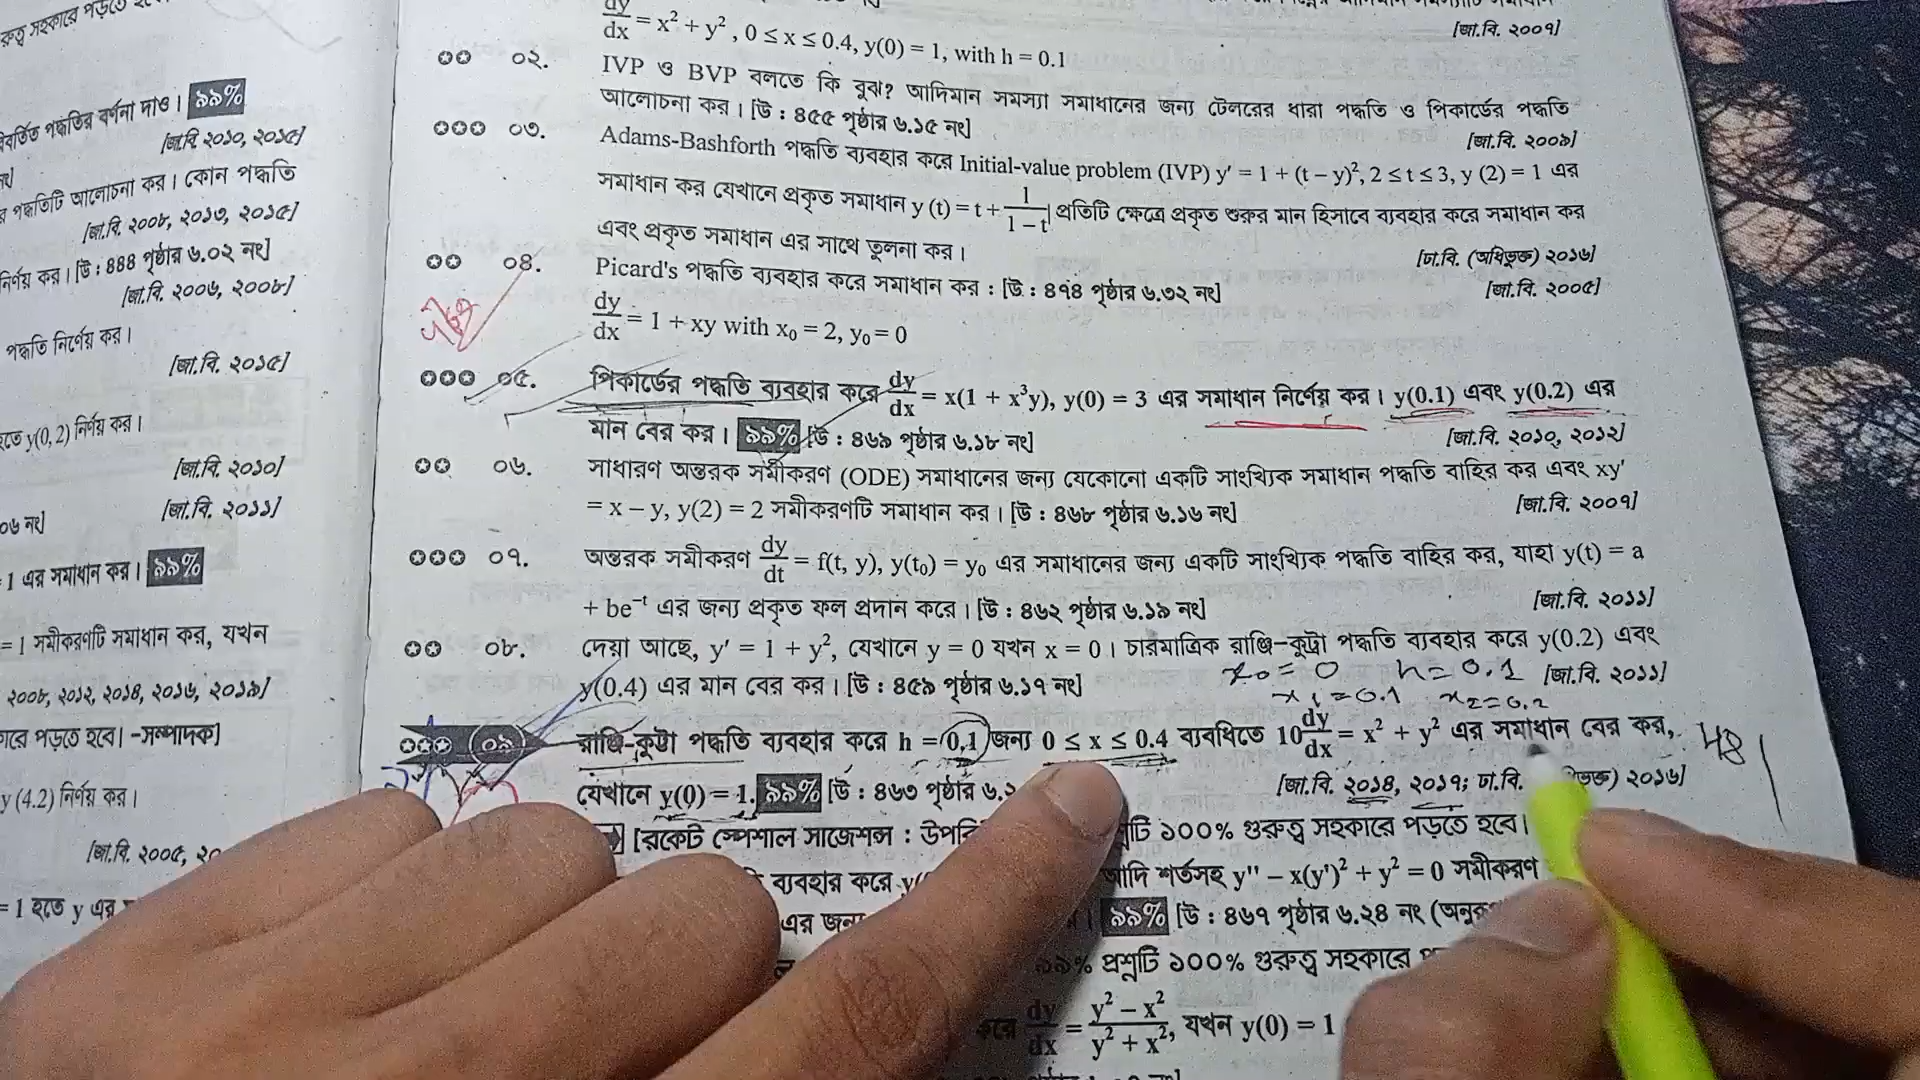 রুত্ব সহকারে পড়তে
বিবর্তিত পদ্ধতির বর্ণনা দাও। ৯৯%
[জা.বি. ২০১০, ২০১৫]
পদ্ধতিটি আলোচনা কর। কোন পদ্ধতি
[জা.বি. ২০০৮, ২০১৩, ২০১৫]
নির্ণয় কর। [উ : ৪৪৪ পৃষ্ঠার ৬.০২ নং]
[জা.বি. ২০০৬, ২০০৮]
পদ্ধতি নির্ণেয় কর।
[জা.বি. ২০১৫]
হতে y(0, 2) নির্ণয় কর।
[জা.বি. ২০১০]
[জা.বি. ২০১১]
০৬ নং]
1 এর সমাধান কর। ৯৯%
= 1 সমীকরণটি সমাধান কর, যখন
২০০৮, ২০১২, ২০১৪, ২০১৬, ২০১৯]
পড়তে হবে। -সম্পাদক]
y (4.2) নির্ণয় কর।
[জা.বি. ২০০৫,
= 1 হতে y এর
dy/dx = x² + y² , 0 ≤ x ≤ 0.4, y(0) = 1, with h = 0.1
[জা.বি. ২০০৭]
০২. IVP ও BVP বলতে কি বুঝ? আদিমান সমস্যা সমাধানের জন্য টেলরের ধারা পদ্ধতি ও পিকার্ডের পদ্ধতি
আলোচনা কর। [উ : ৪৫৫ পৃষ্ঠার ৬.১৫ নং]
[জা.বি. ২০০৯]
০৩. Adams-Bashforth পদ্ধতি ব্যবহার করে Initial-value problem (IVP) y′ = 1 + (t – y)², 2 ≤ t ≤ 3, y (2) = 1 এর
সমাধান কর যেখানে প্রকৃত সমাধান y (t) = t + 1/(1 – t)| প্রতিটি ক্ষেত্রে প্রকৃত শুরুর মান হিসাবে ব্যবহার করে সমাধান কর
এবং প্রকৃত সমাধান এর সাথে তুলনা কর।
[ঢা.বি. (অধিভুক্ত) ২০১৬]
০৪. Picard's পদ্ধতি ব্যবহার করে সমাধান কর : [উ : ৪৭৪ পৃষ্ঠার ৬.৩২ নং]
[জা.বি. ২০০৫]
dy/dx = 1 + xy with x₀ = 2, y₀ = 0
০৫. পিকার্ডের পদ্ধতি ব্যবহার করে dy/dx = x(1 + x³y), y(0) = 3 এর সমাধান নির্ণেয় কর। y(0.1) এবং y(0.2) এর
মান বের কর। ৯৯% [উ : ৪৬৯ পৃষ্ঠার ৬.১৮ নং]
[জা.বি. ২০১০, ২০১২]
০৬. সাধারণ অন্তরক সমীকরণ (ODE) সমাধানের জন্য যেকোনো একটি সাংখ্যিক সমাধান পদ্ধতি বাহির কর এবং xy′
= x – y, y(2) = 2 সমীকরণটি সমাধান কর। [উ : ৪৬৮ পৃষ্ঠার ৬.১৬ নং]
[জা.বি. ২০০৭]
০৭. অন্তরক সমীকরণ dy/dt = f(t, y), y(t₀) = y₀ এর সমাধানের জন্য একটি সাংখ্যিক পদ্ধতি বাহির কর, যাহা y(t) = a
+ be⁻ᵗ এর জন্য প্রকৃত ফল প্রদান করে। [উ : ৪৬২ পৃষ্ঠার ৬.১৯ নং]
[জা.বি. ২০১১]
০৮. দেয়া আছে, y′ = 1 + y², যেখানে y = 0 যখন x = 0। চারমাত্রিক রাঞ্জি-কুট্টা পদ্ধতি ব্যবহার করে y(0.2) এবং
y(0.4) এর মান বের কর। [উ : ৪৫৯ পৃষ্ঠার ৬.১৭ নং]
x₀ = 0 h = 0.1 [জা.বি. ২০১১]
x₁ = 0.1 x₂ = 0.2
০৯. রাঞ্জি-কুট্টা পদ্ধতি ব্যবহার করে h = 0.1 জন্য 0 ≤ x ≤ 0.4 ব্যবধিতে 10 dy/dx = x² + y² এর সমাধান বের কর,
যেখানে y(0) = 1. ৯৯% [উ : ৪৬৩ পৃষ্ঠার ৬.২
[জা.বি. ২০১৪, ২০১৭; ঢা.বি. ২০১৬]
[রকেট স্পেশাল সাজেশন্স : টি ১০০% গুরুত্ব সহকারে পড়তে হবে।
ব্যবহার করে আদি শর্তসহ y′′ – x(y′)² + y² = 0 সমীকরণ
এর জন্য ৯৯% [উ : ৪৬৭ পৃষ্ঠার ৬.২৪ নং
৯৯% প্রশ্নটি ১০০% গুরুত্ব সহকারে
করে dy/dx = (y² – x²)/(y² + x²), যখন y(0) = 1